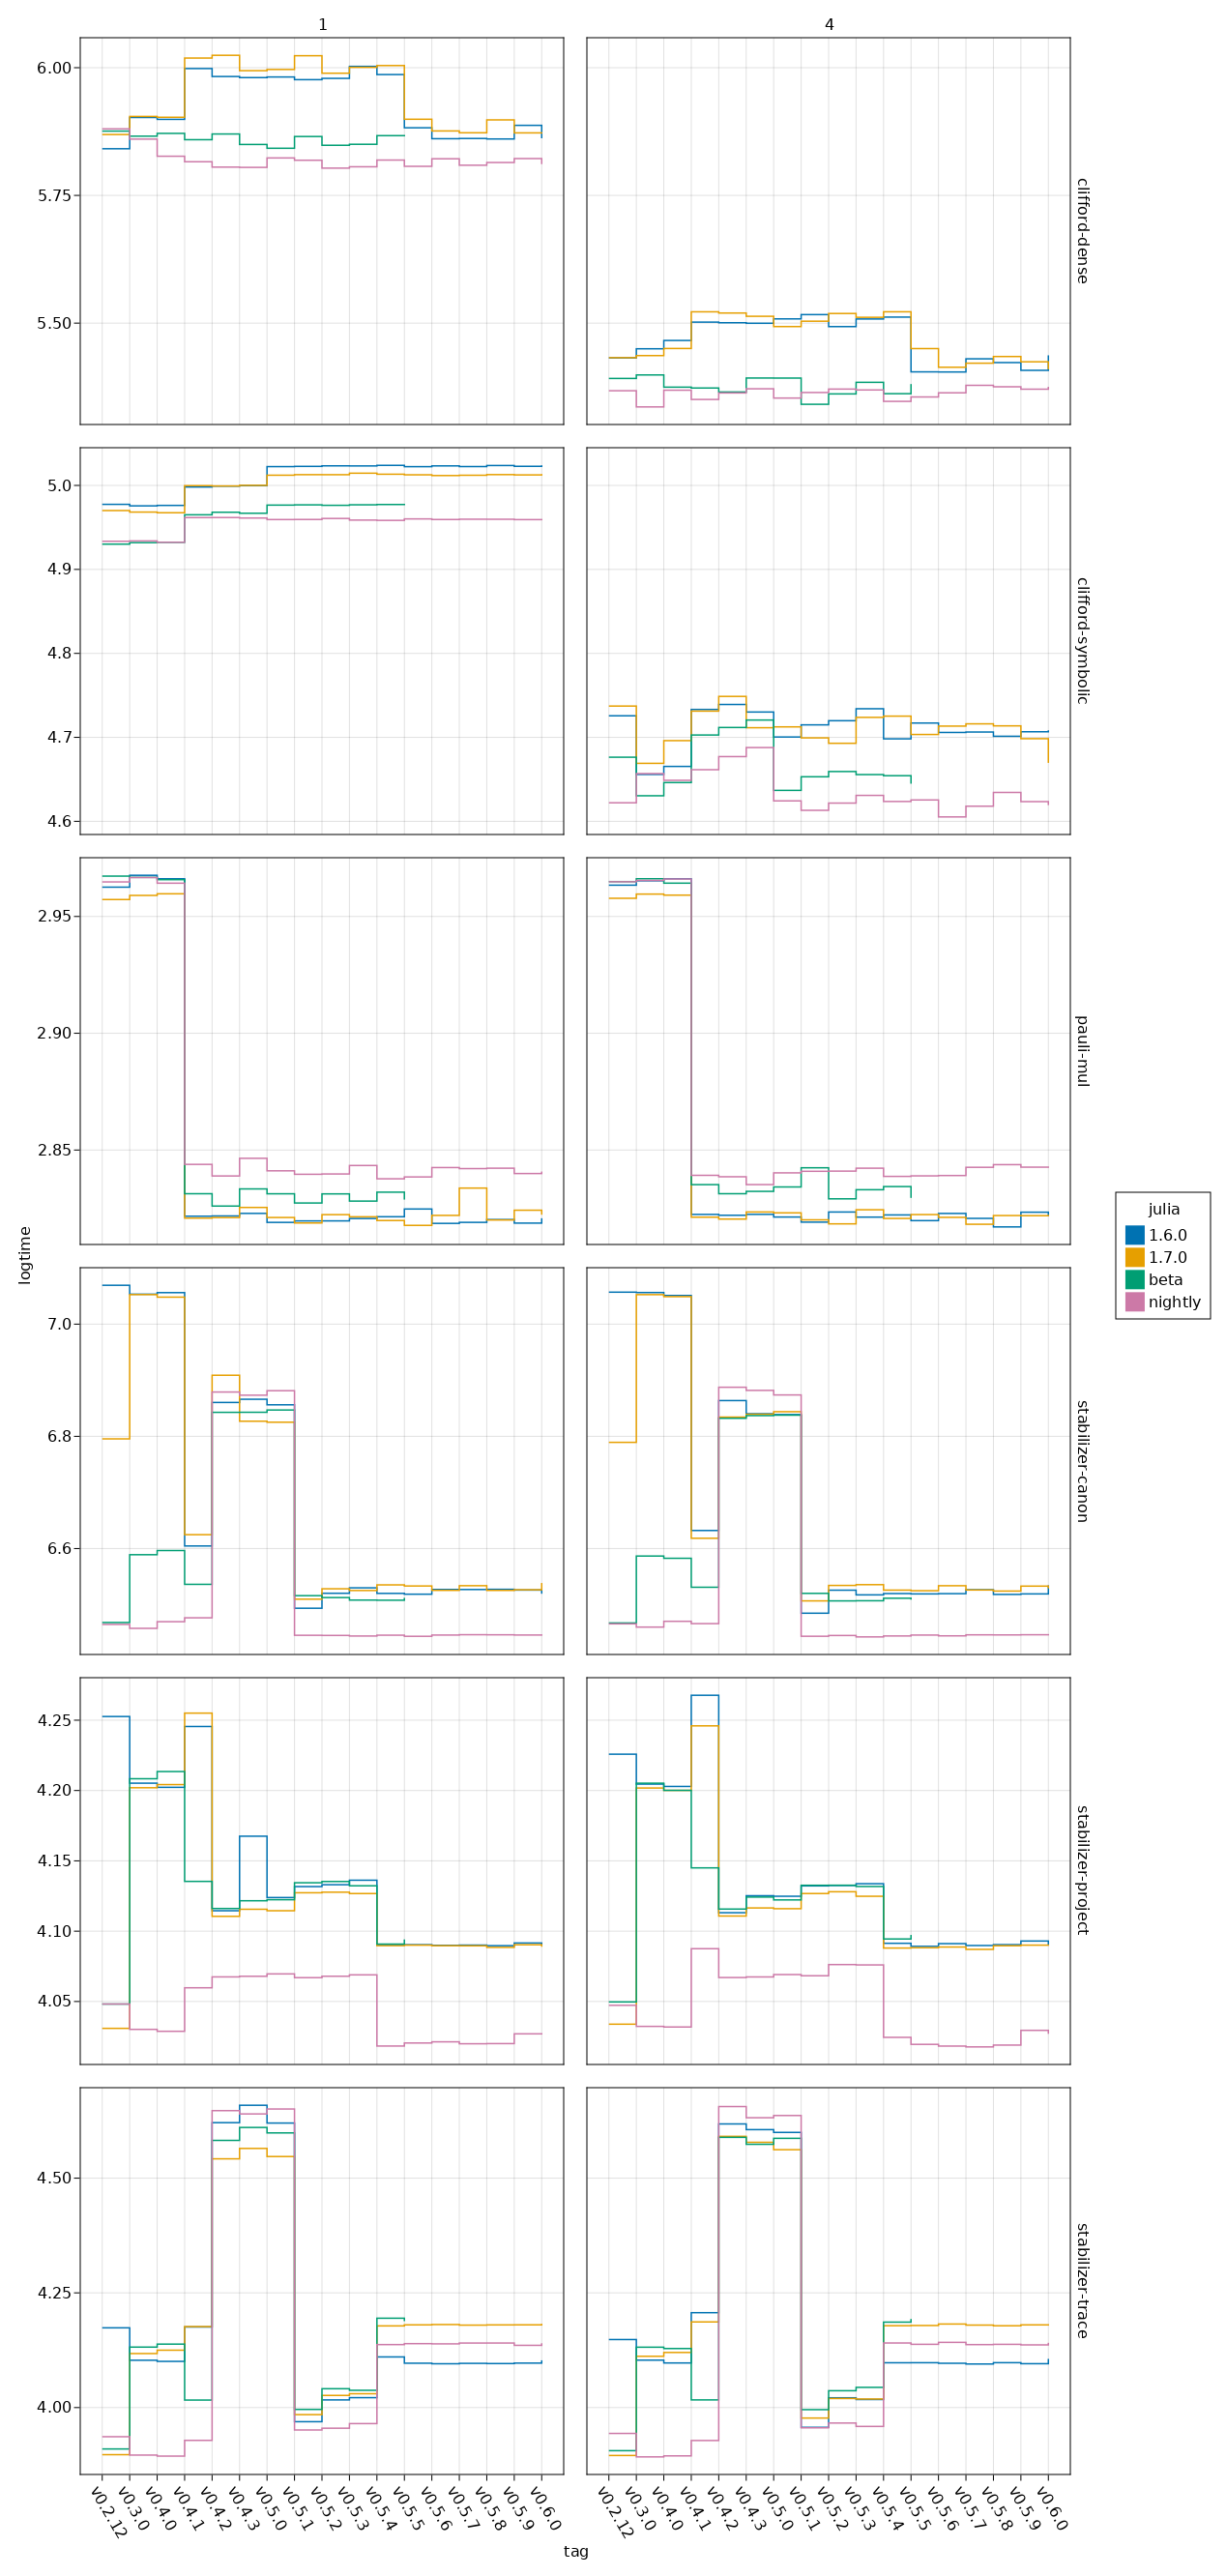 1
4
6.00
5.75
5.50
clifford-dense
5.0
4.9
4.8
4.7
4.6
clifford-symbolic
2.95
2.90
2.85
pauli-mul
logtime
julia
1.6.0
1.7.0
beta
nightly
7.0
6.8
6.6
stabilizer-canon
4.25
4.20
4.15
4.10
4.05
stabilizer-project
4.50
4.25
4.00
stabilizer-trace
v0.2.12
v0.3.0
v0.4.0
v0.4.1
v0.4.2
v0.4.3
v0.5.0
v0.5.1
v0.5.2
v0.5.3
v0.5.4
v0.5.5
v0.5.6
v0.5.7
v0.5.8
v0.5.9
v0.6.0
v0.2.12
v0.3.0
v0.4.0
v0.4.1
v0.4.2
v0.4.3
v0.5.0
v0.5.1
v0.5.2
v0.5.3
v0.5.4
v0.5.5
v0.5.6
v0.5.7
v0.5.8
v0.5.9
v0.6.0
tag